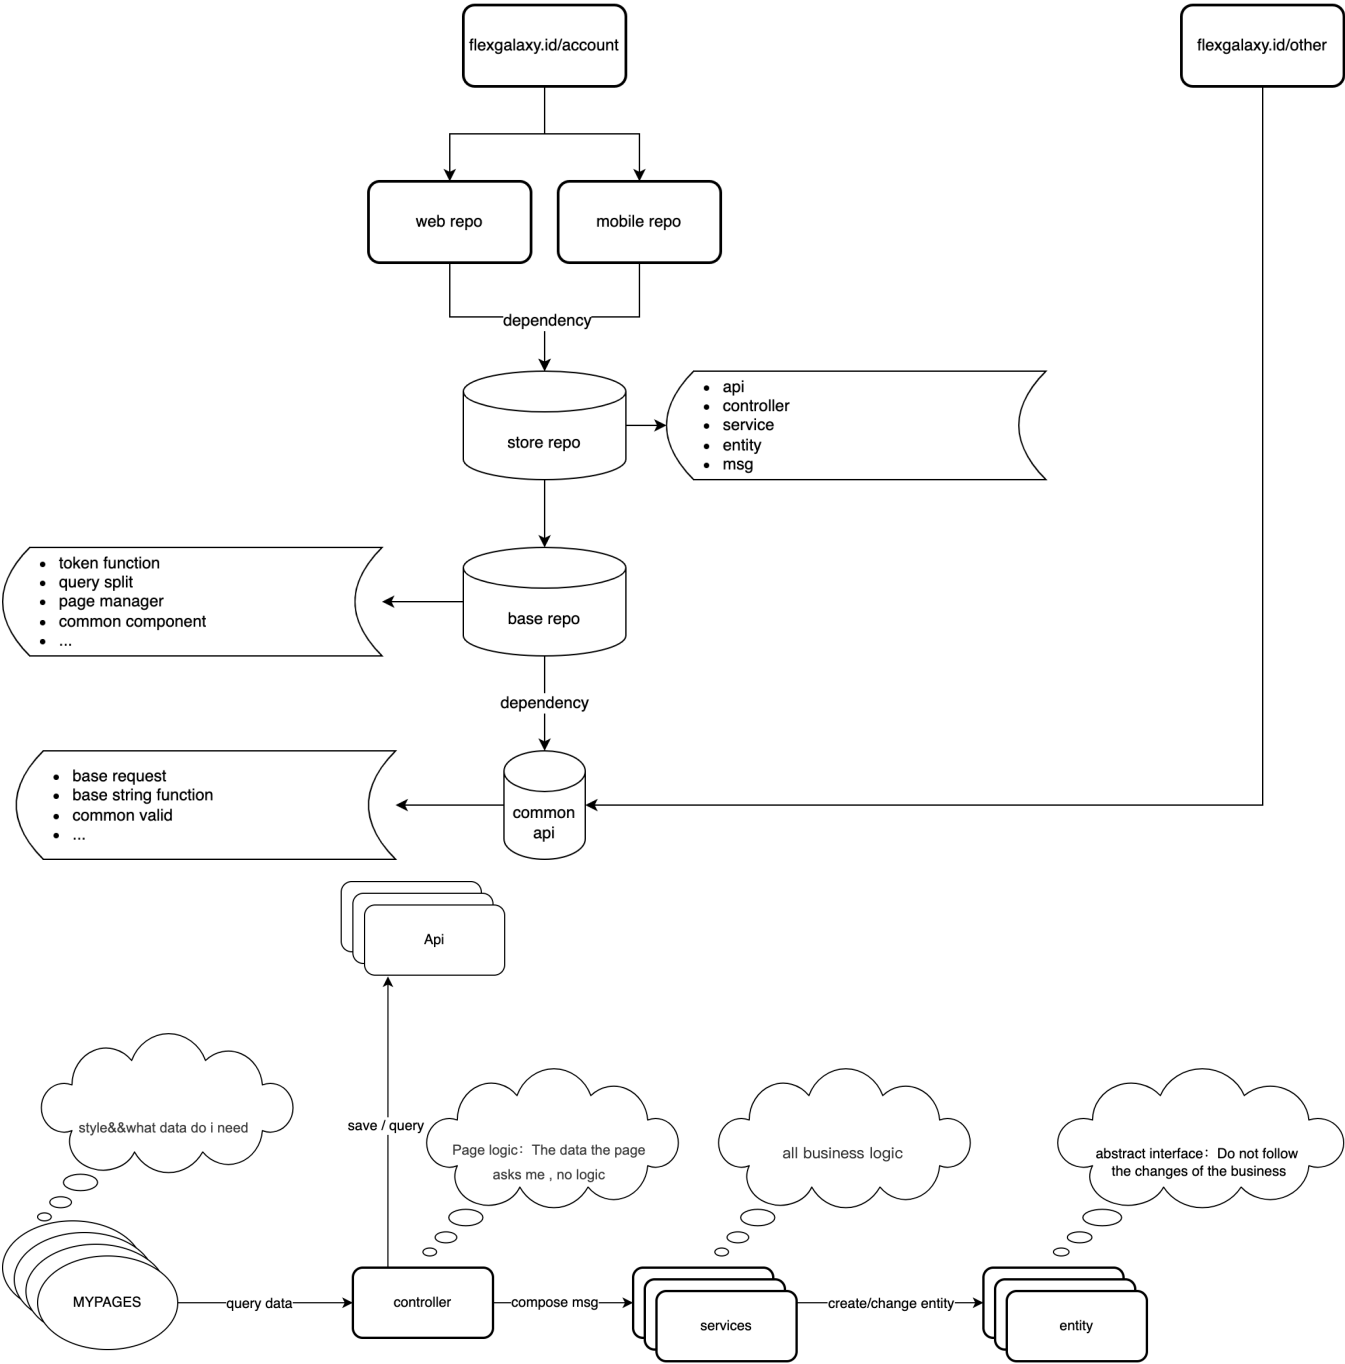 flexgalaxy.id/account
flexgalaxy.id/other
web repo
mobile repo
dependency
store repo
• api
• controller
• service
• entity
• msg
• token function
• query split
• page manager
• common component
• ...
base repo
dependency
• base request
• base string function
• common valid
• ...
common
api
Api
save / query
style&&what data do i need
Page logic：The data the page
asks me , no logic
all business logic
abstract interface：Do not follow
the changes of the business
MYPAGES
query data
controller
compose msg
services
create/change entity
entity